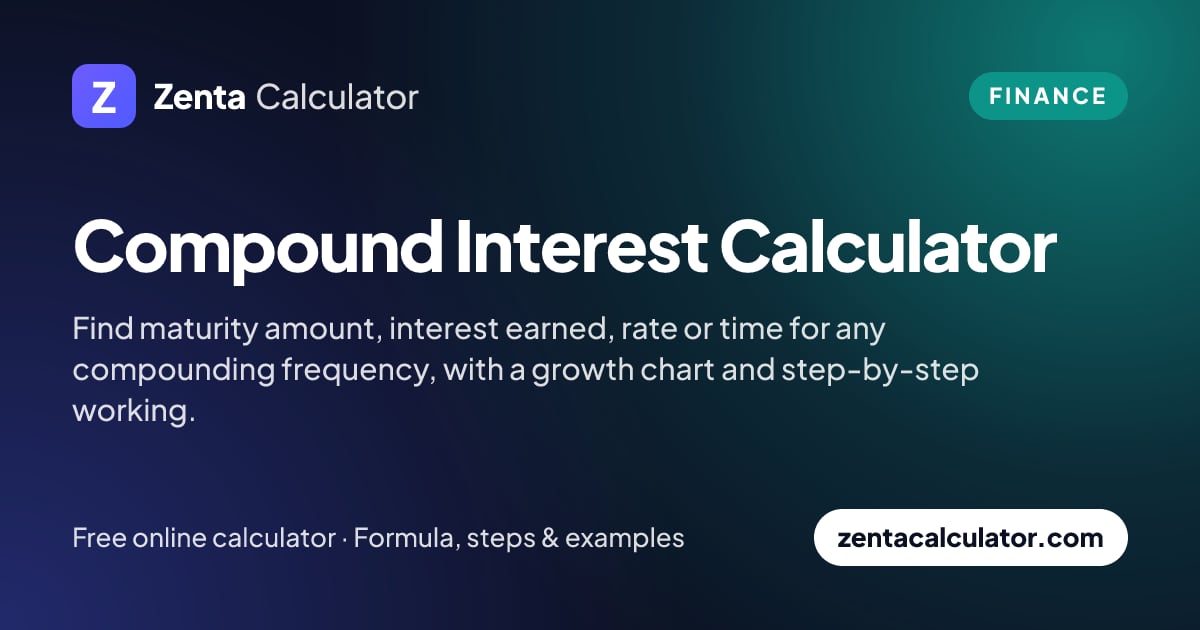 Z
Zenta Calculator
FINANCE
Compound Interest Calculator
Find maturity amount, interest earned, rate or time for any
compounding frequency, with a growth chart and step-by-step
working.
Free online calculator · Formula, steps & examples
zentacalculator.com